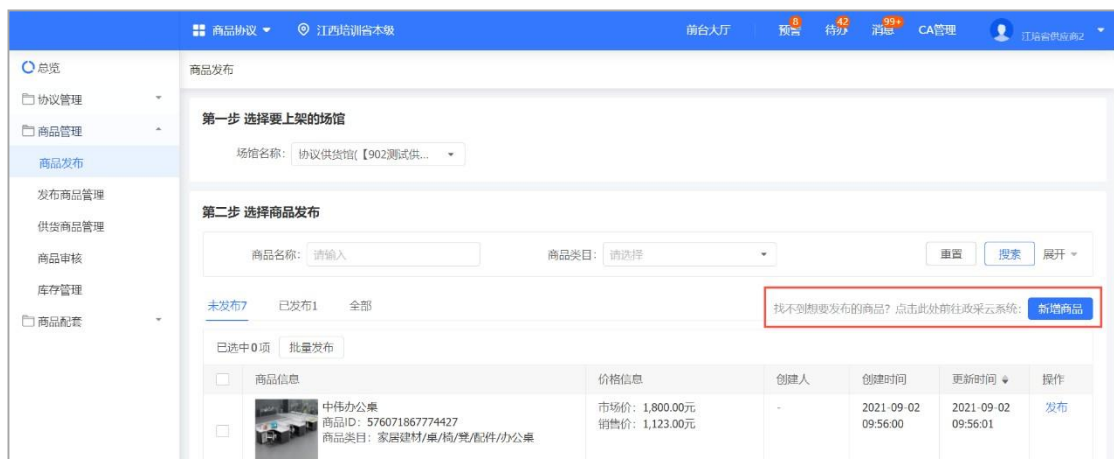 商品协议 江西培训省本级 前台大厅 预警 8 待办 42 消息 99+ CA管理 江培省供应商2
总览
协议管理
商品管理
商品发布
发布商品管理
供货商品管理
商品审核
库存管理
商品配套
商品发布
第一步 选择要上架的场馆
场馆名称: 协议供货馆(【902测试供...
第二步 选择商品发布
商品名称: 请输入 商品类目: 请选择 重置 搜索 展开
未发布7 已发布1 全部 找不到想要发布的商品? 点击此处前往政采云系统: 新增商品
已选中0项 批量发布
商品信息 价格信息 创建人 创建时间 更新时间 操作
中伟办公桌
商品ID: 576071867774427
商品类目: 家居建材/桌/椅/凳/配件/办公桌
市场价: 1,800.00元
销售价: 1,123.00元
-
2021-09-02
09:56:00
2021-09-02
09:56:01
发布